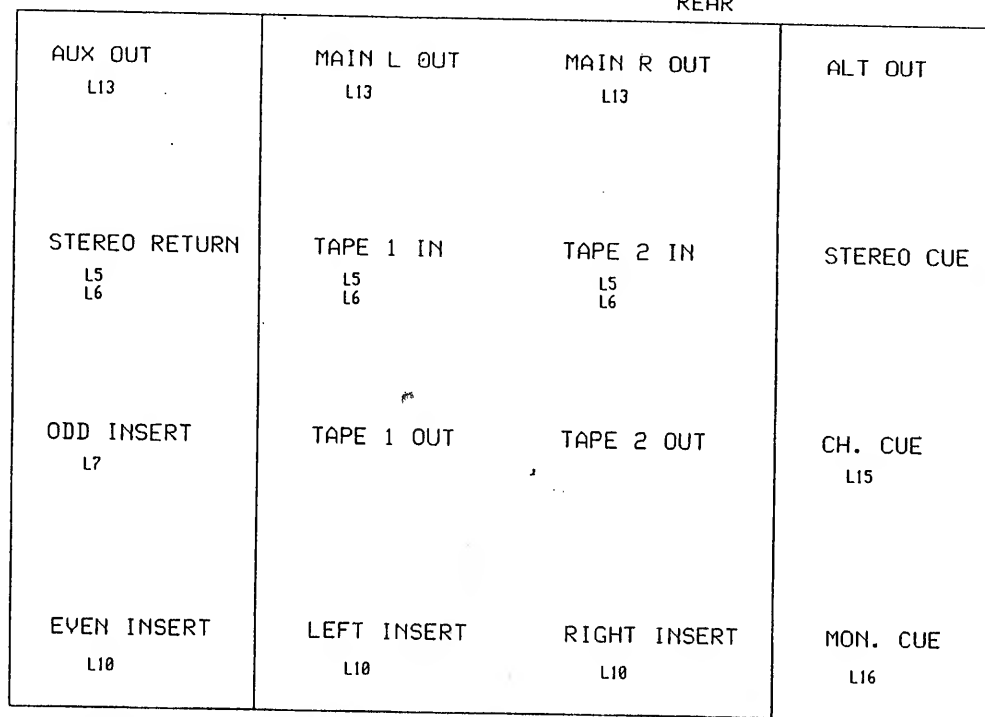 REAR
AUX OUT MAIN L OUT MAIN R OUT ALT OUT
L13 L13 L13
STEREO RETURN TAPE 1 IN TAPE 2 IN STEREO CUE
L5 L5 L5
L6 L6 L6
ODD INSERT TAPE 1 OUT TAPE 2 OUT CH. CUE
L7 L15
EVEN INSERT LEFT INSERT RIGHT INSERT MON. CUE
L10 L10 L10 L16